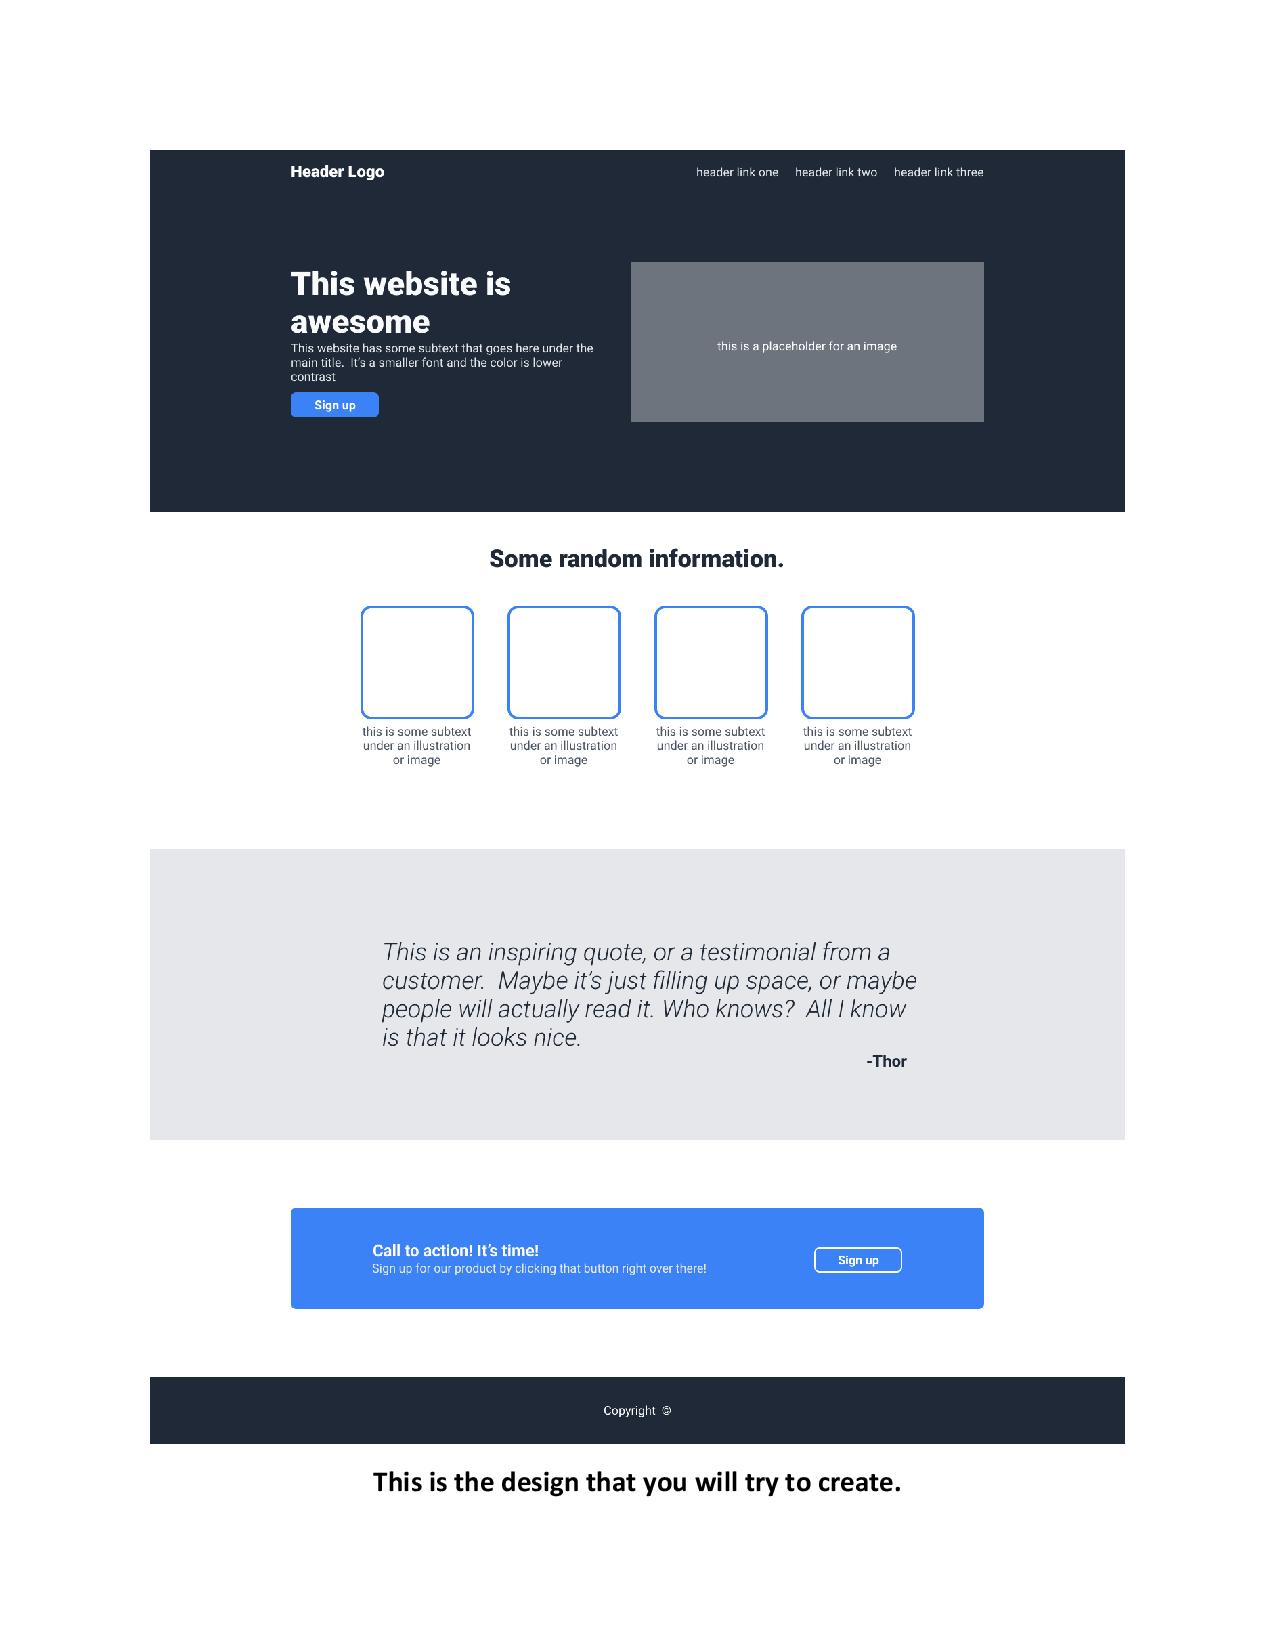 Header Logo
header link one header link two header link three
This website is
awesome
This website has some subtext that goes here under the
main title.  It's a smaller font and the color is lower
contrast
Sign up
this is a placeholder for an image
Some random information.
this is some subtext
under an illustration
or image
this is some subtext
under an illustration
or image
this is some subtext
under an illustration
or image
this is some subtext
under an illustration
or image
This is an inspiring quote, or a testimonial from a
customer.  Maybe it's just filling up space, or maybe
people will actually read it. Who knows?  All I know
is that it looks nice.
-Thor
Call to action! It's time!
Sign up for our product by clicking that button right over there!
Sign up
Copyright ©
This is the design that you will try to create.